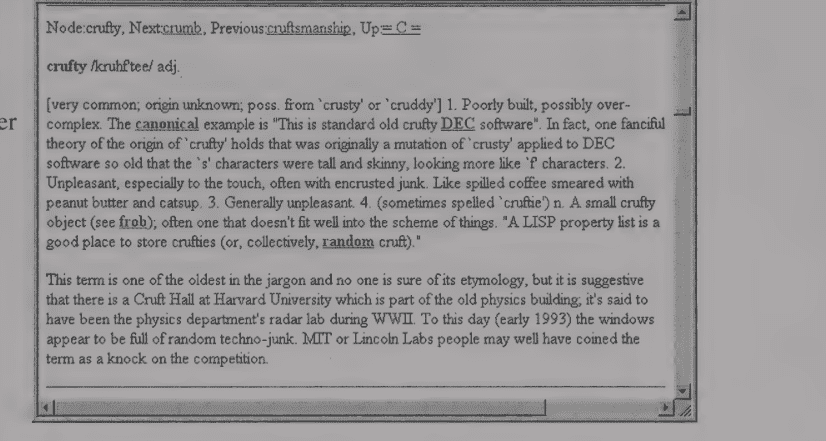 Node:crufty, Next:crumb, Previous:cruftsmanship, Up:= C =
crufty /kruhf'tee/ adj.
[very common; origin unknown; poss. from `crusty' or `cruddy'] 1. Poorly built, possibly over-
er
complex. The canonical example is "This is standard old crufty DEC software". In fact, one fanciful
theory of the origin of `crufty' holds that was originally a mutation of `crusty' applied to DEC
software so old that the `s' characters were tall and skinny, looking more like `f' characters. 2.
Unpleasant, especially to the touch, often with encrusted junk. Like spilled coffee smeared with
peanut butter and catsup. 3. Generally unpleasant. 4. (sometimes spelled `cruftie') n. A small crufty
object (see frob); often one that doesn't fit well into the scheme of things. "A LISP property list is a
good place to store crufties (or, collectively, random cruft)."
This term is one of the oldest in the jargon and no one is sure of its etymology, but it is suggestive
that there is a Cruft Hall at Harvard University which is part of the old physics building; it's said to
have been the physics department's radar lab during WWII. To this day (early 1993) the windows
appear to be full of random techno-junk. MIT or Lincoln Labs people may well have coined the
term as a knock on the competition.